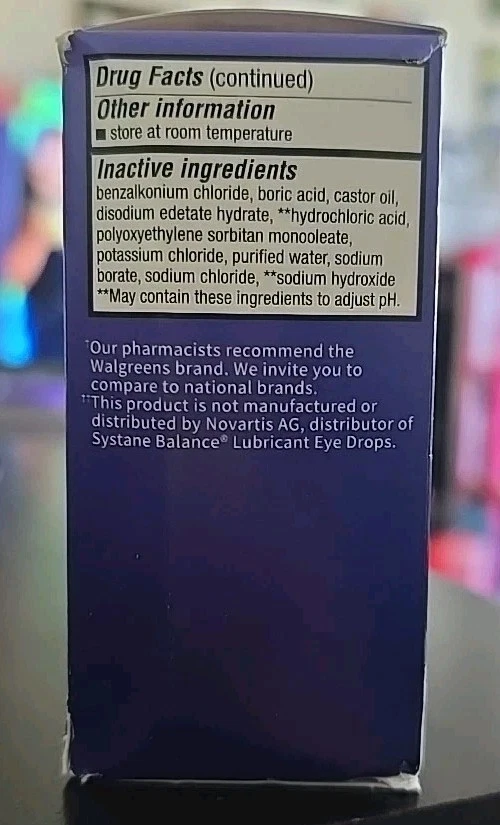 Drug Facts (continued)
Other information
■ store at room temperature
Inactive ingredients
benzalkonium chloride, boric acid, castor oil,
disodium edetate hydrate, **hydrochloric acid,
polyoxyethylene sorbitan monooleate,
potassium chloride, purified water, sodium
borate, sodium chloride, **sodium hydroxide
**May contain these ingredients to adjust pH.
†Our pharmacists recommend the
Walgreens brand. We invite you to
compare to national brands.
††This product is not manufactured or
distributed by Novartis AG, distributor of
Systane Balance® Lubricant Eye Drops.